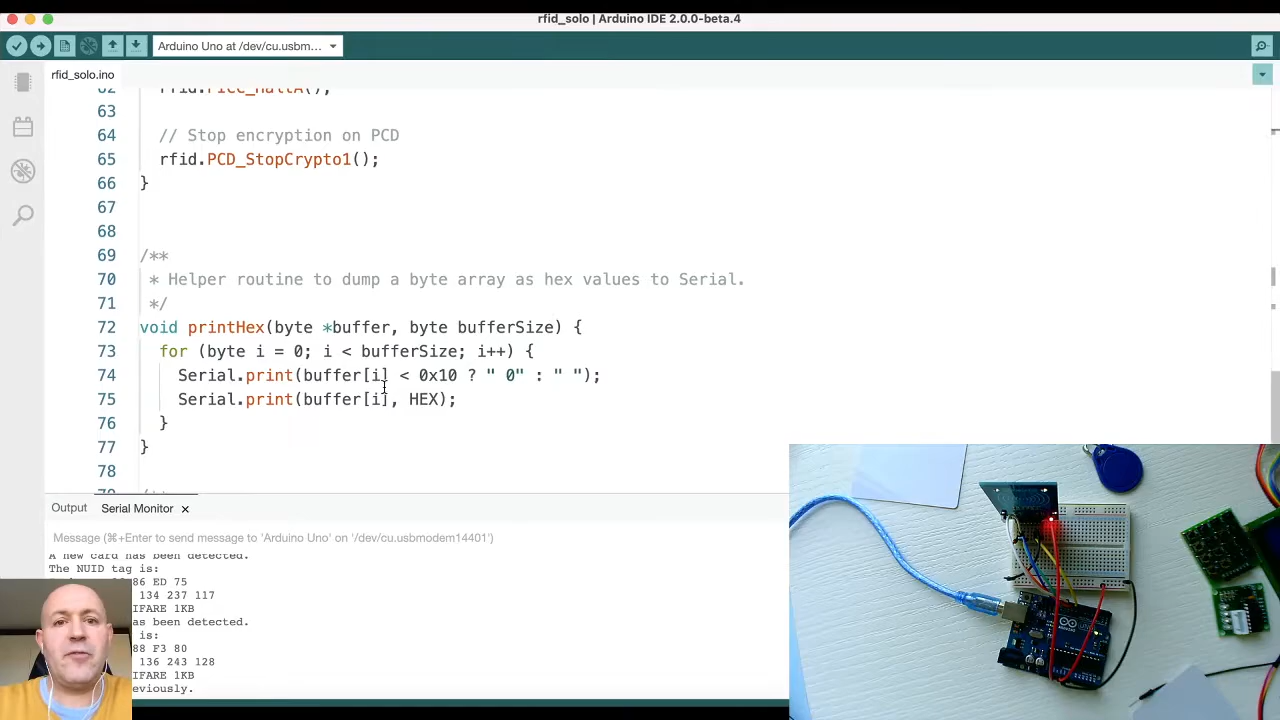 rfid_solo | Arduino IDE 2.0.0-beta.4
Arduino Uno at /dev/cu.usbm...
rfid_solo.ino
62 rfid.PICC_HaltA();
63
64 // Stop encryption on PCD
65 rfid.PCD_StopCrypto1();
66 }
67
68
69 /**
70 * Helper routine to dump a byte array as hex values to Serial.
71 */
72 void printHex(byte *buffer, byte bufferSize) {
73 for (byte i = 0; i < bufferSize; i++) {
74 Serial.print(buffer[i] < 0x10 ? " 0" : " ");
75 Serial.print(buffer[i], HEX);
76 }
77 }
78
Output Serial Monitor ×
Message (⌘+Enter to send message to 'Arduino Uno' on '/dev/cu.usbmodem14401')
A new card has been detected.
The NUID tag is:
86 ED 75
134 237 117
IFARE 1KB
as been detected.
is:
88 F3 80
136 243 128
IFARE 1KB
eviously.